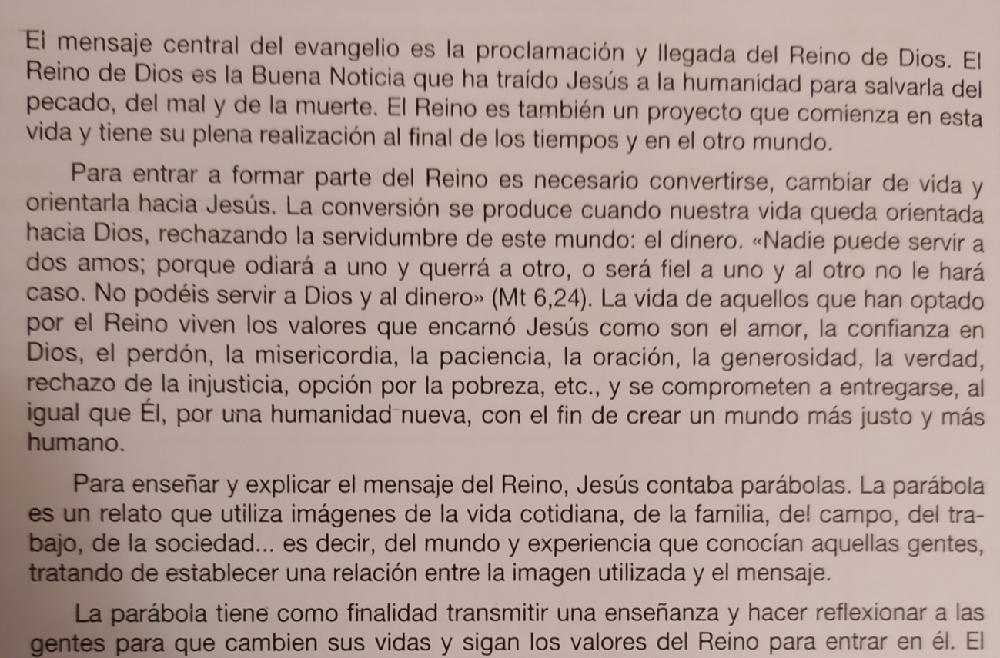 El mensaje central del evangelio es la proclamación y llegada del Reino de Dios. El
Reino de Dios es la Buena Noticia que ha traído Jesús a la humanidad para salvarla del
pecado, del mal y de la muerte. El Reino es también un proyecto que comienza en esta
vida y tiene su plena realización al final de los tiempos y en el otro mundo.
Para entrar a formar parte del Reino es necesario convertirse, cambiar de vida y
orientarla hacia Jesús. La conversión se produce cuando nuestra vida queda orientada
hacia Dios, rechazando la servidumbre de este mundo: el dinero. «Nadie puede servir a
dos amos; porque odiará a uno y querrá a otro, o será fiel a uno y al otro no le hará
caso. No podéis servir a Dios y al dinero» (Mt 6,24). La vida de aquellos que han optado
por el Reino viven los valores que encarnó Jesús como son el amor, la confianza en
Dios, el perdón, la misericordia, la paciencia, la oración, la generosidad, la verdad,
rechazo de la injusticia, opción por la pobreza, etc., y se comprometen a entregarse, al
igual que Él, por una humanidad nueva, con el fin de crear un mundo más justo y más
humano.
Para enseñar y explicar el mensaje del Reino, Jesús contaba parábolas. La parábola
es un relato que utiliza imágenes de la vida cotidiana, de la familia, del campo, del tra-
bajo, de la sociedad... es decir, del mundo y experiencia que conocían aquellas gentes,
tratando de establecer una relación entre la imagen utilizada y el mensaje.
La parábola tiene como finalidad transmitir una enseñanza y hacer reflexionar a las
gentes para que cambien sus vidas y sigan los valores del Reino para entrar en él. El